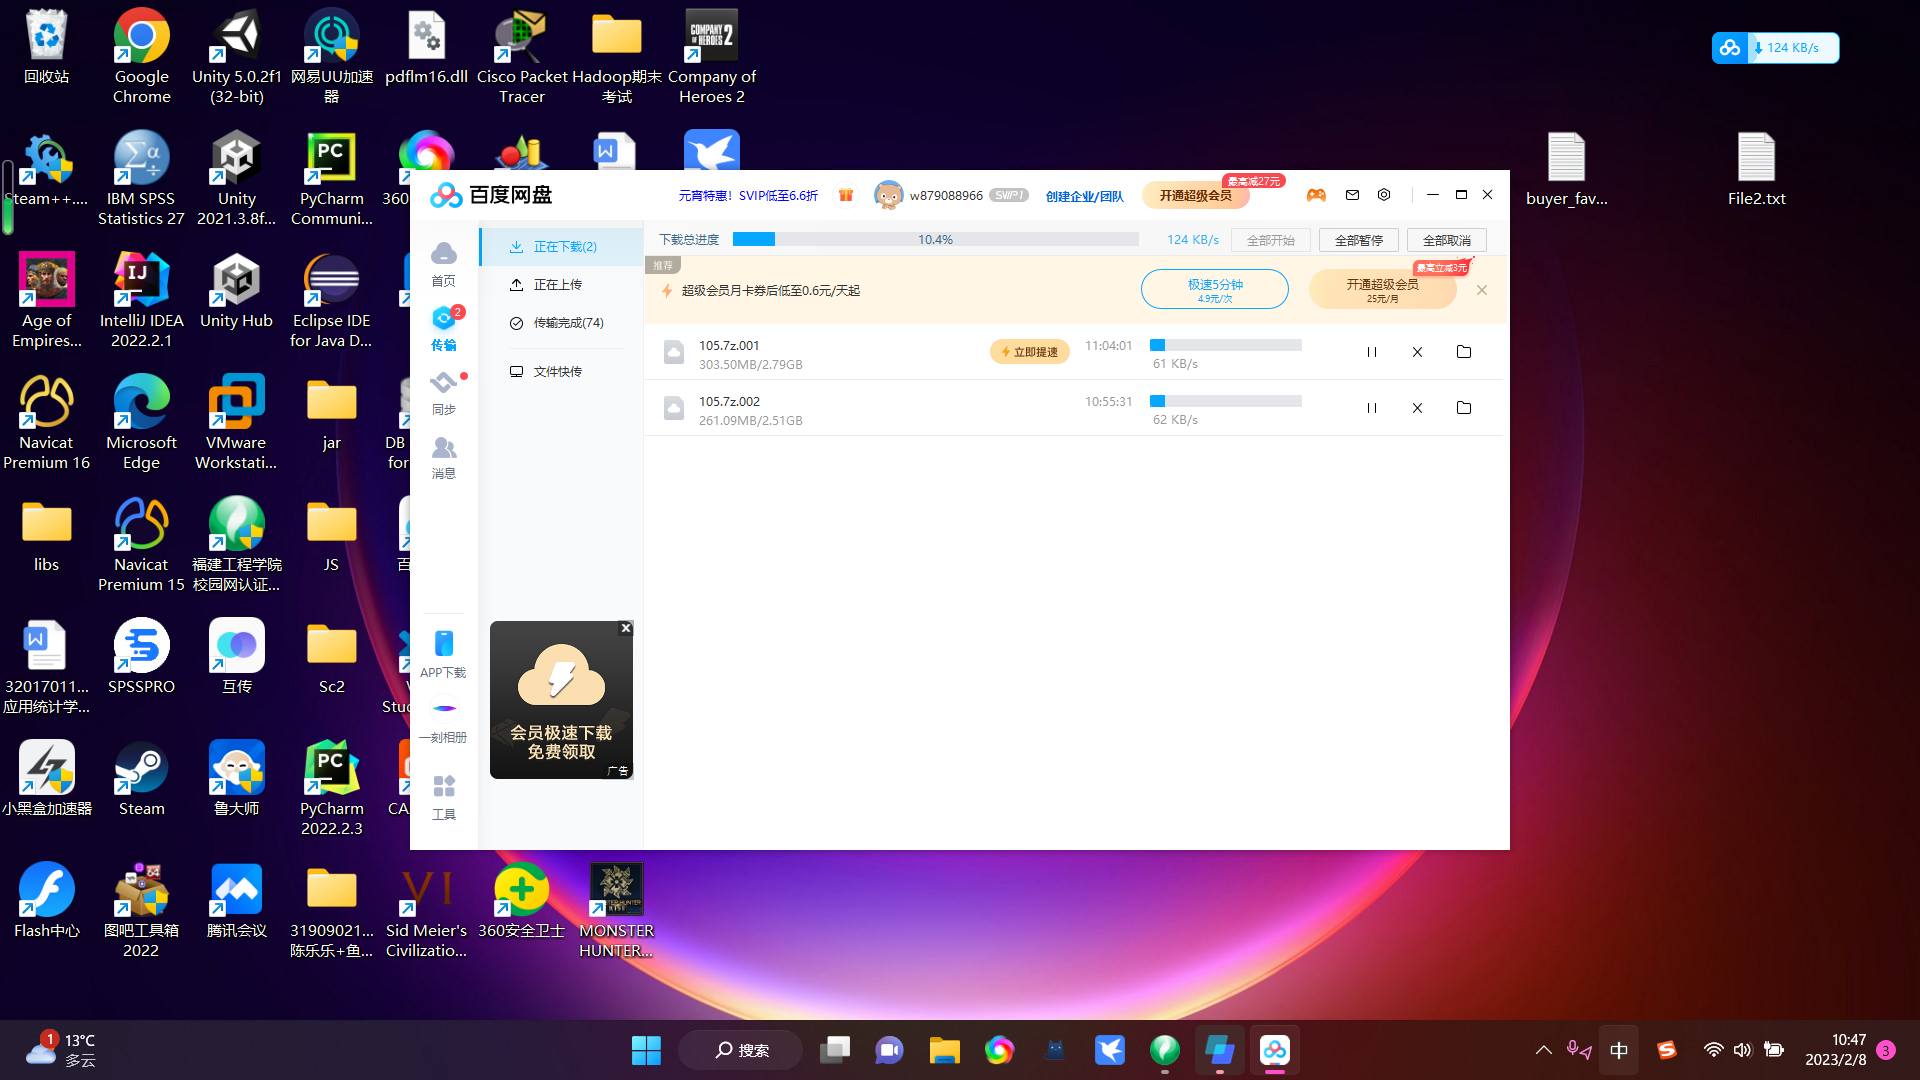 回收站
Google
Chrome
Unity 5.0.2f1
(32-bit)
网易UU加速
器
pdflm16.dll
Cisco Packet
Tracer
Hadoop期末
考试
COMPANY
HEROES 2
Company of
Heroes 2
124 KB/s
Steam++....
IBM SPSS
Statistics 27
Unity
2021.3.8f...
PyCharm
Communi...
360
buyer_fav...
File2.txt
百度网盘
元宵特惠! SVIP低至6.6折
w879088966
SVIP1
创建企业/团队
开通超级会员
最高减27元
首页
2
传输
同步
消息
APP下载
一刻相册
工具
正在下载(2)
正在上传
传输完成(74)
文件快传
会员极速下载
免费领取
广告
下载总进度
10.4%
124 KB/s
全部开始
全部暂停
全部取消
推荐
超级会员月卡券后低至0.6元/天起
极速5分钟
4.9元/次
开通超级会员
25元/月
最高立减3元
105.7z.001
303.50MB/2.79GB
立即提速
11:04:01
61 KB/s
105.7z.002
261.09MB/2.51GB
10:55:31
62 KB/s
Age of
Empires...
IntelliJ IDEA
2022.2.1
Unity Hub
Eclipse IDE
for Java D...
Navicat
Premium 16
Microsoft
Edge
VMware
Workstati...
jar
DB
for
libs
Navicat
Premium 15
福建工程学院
校园网认证...
JS
百
32017011...
应用统计学...
SPSSPRO
互传
Sc2
V
Stu
小黑盒加速器
Steam
鲁大师
PyCharm
2022.2.3
CA
Flash中心
图吧工具箱
2022
腾讯会议
31909021...
陈乐乐+鱼...
VI
Sid Meier's
Civilizatio...
360安全卫士
MONSTER
HUNTER...
1
13°C
多云
搜索
中
10:47
2023/2/8
3